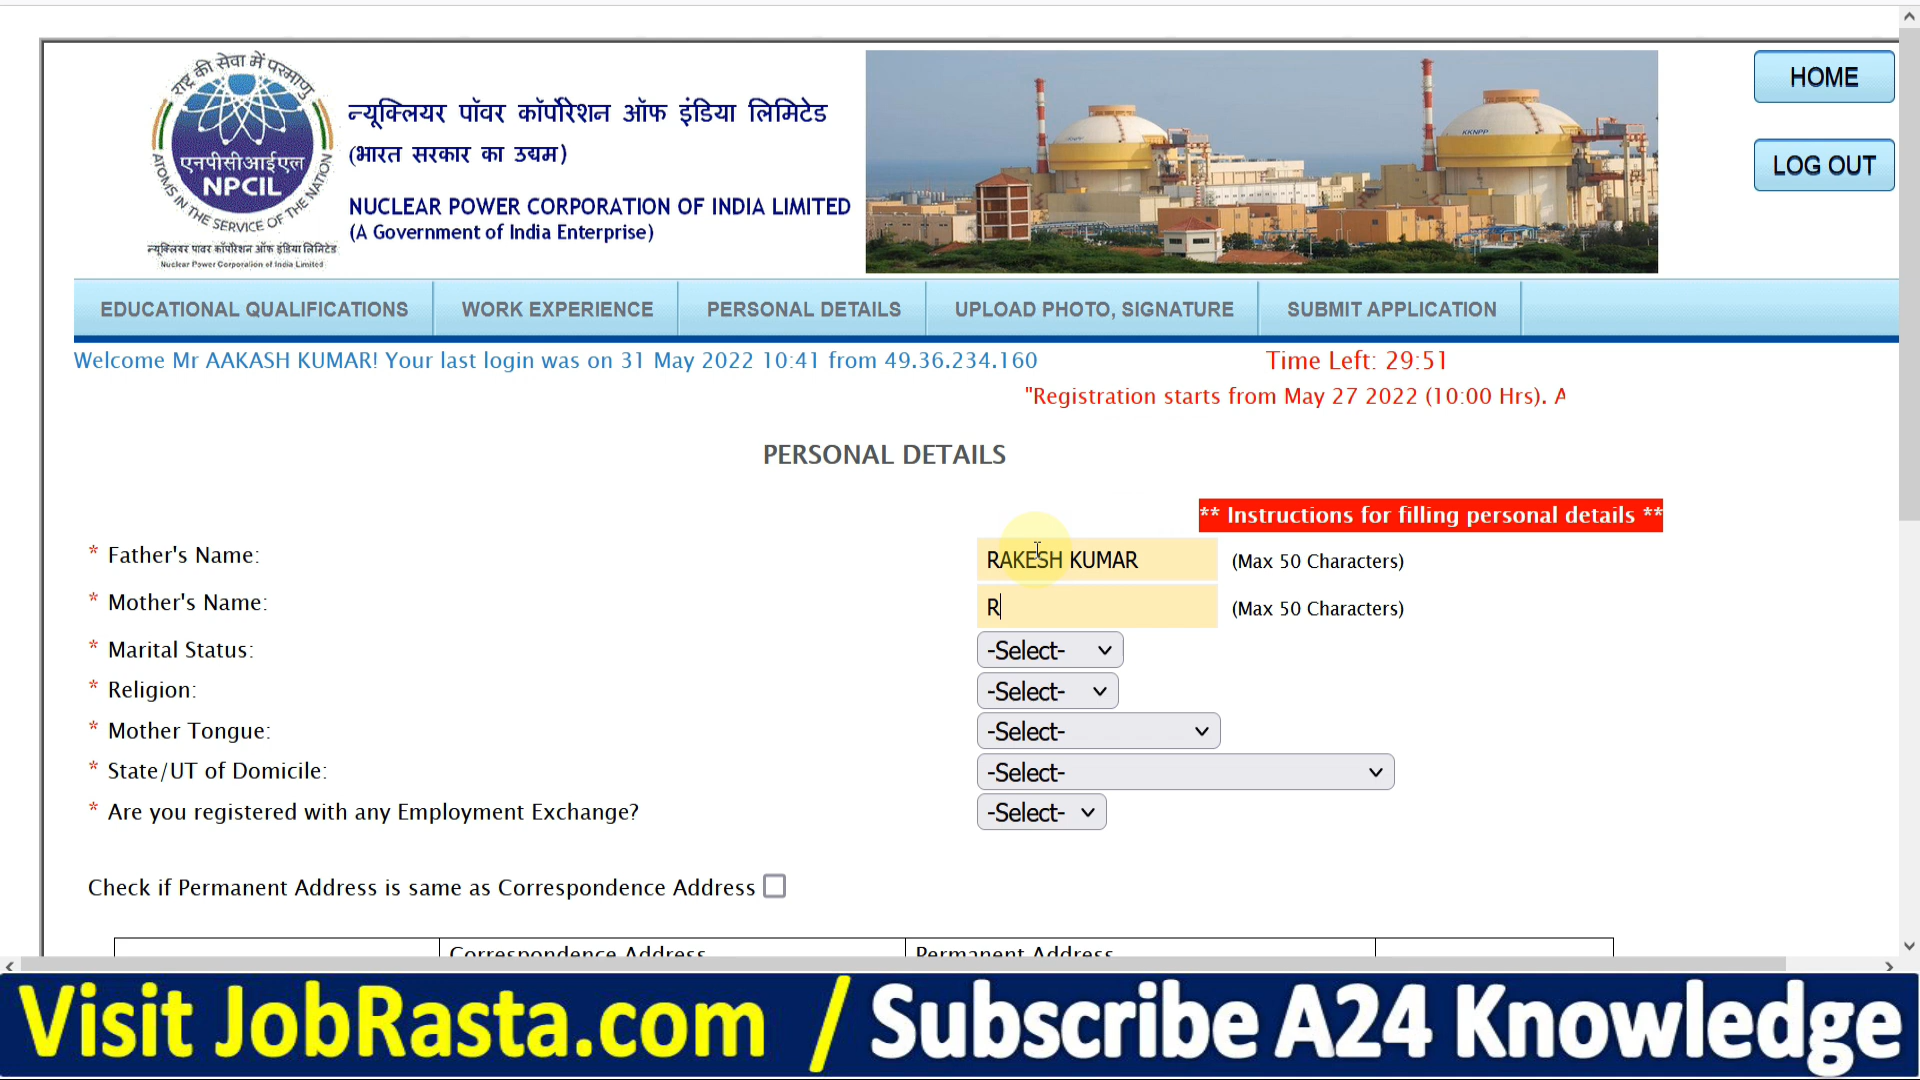 राष्ट्र की सेवा में परमाणु
एनपीसीआईएल
NPCIL
ATOMS IN THE SERVICE OF THE NATION
न्यूक्लियर पावर कॉर्पोरेशन ऑफ इंडिया लिमिटेड
Nuclear Power Corporation of India Limited
न्यूक्लियर पॉवर कॉर्पोरेशन ऑफ इंडिया लिमिटेड
(भारत सरकार का उद्यम)
NUCLEAR POWER CORPORATION OF INDIA LIMITED
(A Government of India Enterprise)
KKNPP
HOME
LOG OUT
EDUCATIONAL QUALIFICATIONS WORK EXPERIENCE PERSONAL DETAILS UPLOAD PHOTO, SIGNATURE SUBMIT APPLICATION
Welcome Mr AAKASH KUMAR! Your last login was on 31 May 2022 10:41 from 49.36.234.160 Time Left: 29:51
"Registration starts from May 27 2022 (10:00 Hrs). A
PERSONAL DETAILS
** Instructions for filling personal details **
* Father's Name: RAKESH KUMAR (Max 50 Characters)
* Mother's Name: R (Max 50 Characters)
* Marital Status: -Select-
* Religion: -Select-
* Mother Tongue: -Select-
* State/UT of Domicile: -Select-
* Are you registered with any Employment Exchange? -Select-
Check if Permanent Address is same as Correspondence Address
Correspondence Address Permanent Address
Visit JobRasta.com / Subscribe A24 Knowledge